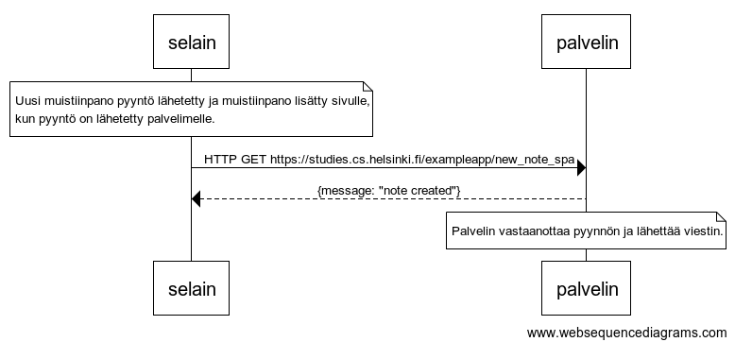 selain
palvelin
Uusi muistiinpano pyyntö lähetetty ja muistiinpano lisätty sivulle,
kun pyyntö on lähetetty palvelimelle.
HTTP GET https://studies.cs.helsinki.fi/exampleapp/new_note_spa
{message: "note created"}
Palvelin vastaanottaa pyynnön ja lähettää viestin.
selain
palvelin
www.websequencediagrams.com